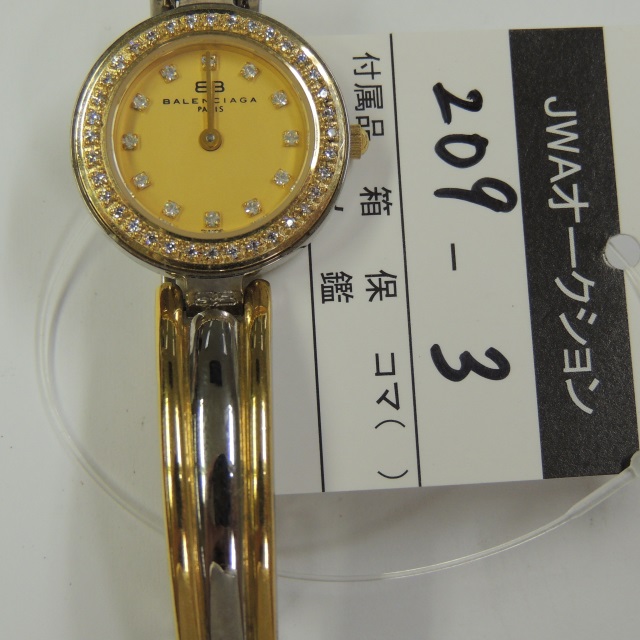 BB
BALENCIAGA
PARIS
JWAオークション
209-3
付属品 箱 保 コマ( )
鑑